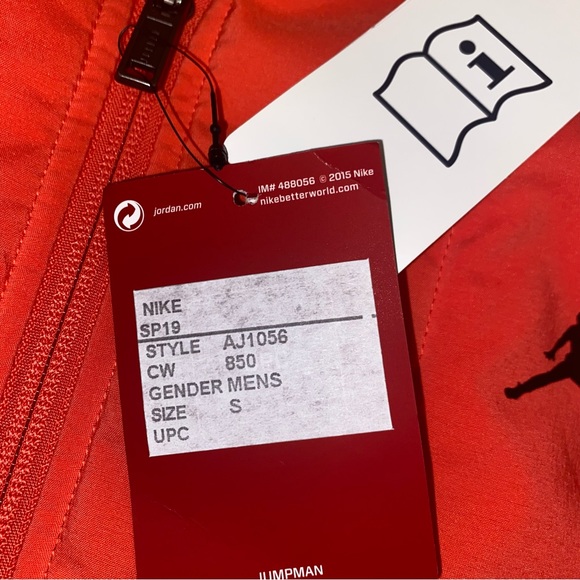 jordan.com
IM# 488056 © 2015 Nike
nikebetterworld.com
NIKE
SP19
STYLE AJ1056
CW 850
GENDER MENS
SIZE S
UPC
JUMPMAN